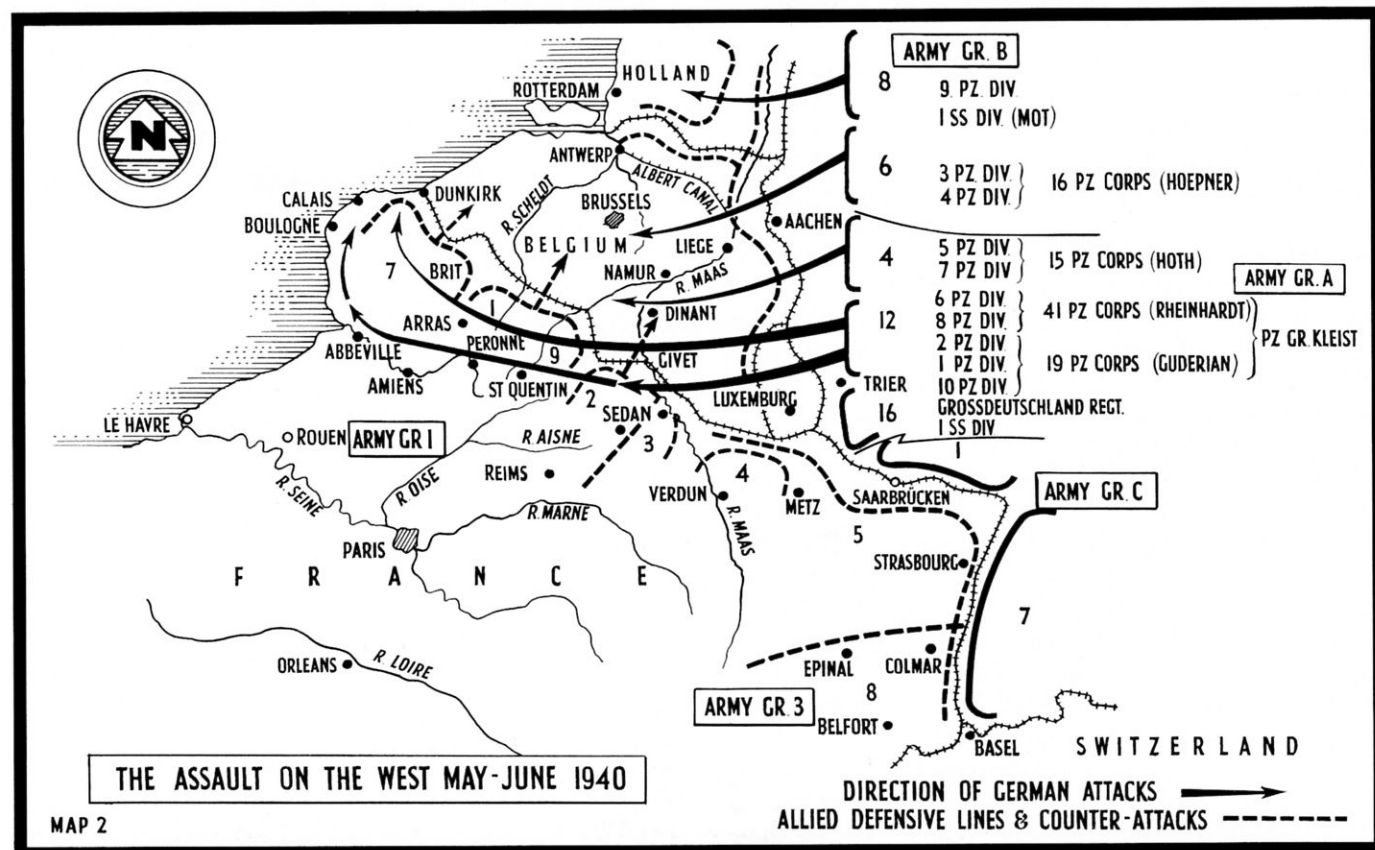 N
HOLLAND
ROTTERDAM
ARMY GR. B
8
9. PZ. DIV.
1 SS DIV. (MOT)
ANTWERP
ALBERT CANAL
6
3 PZ. DIV.
4 PZ. DIV.
16 PZ CORPS (HOEPNER)
CALAIS
DUNKIRK
R. SCHELDT
BRUSSELS
AACHEN
BOULOGNE
BELGIUM
LIEGE
4
5 PZ DIV.
7 PZ DIV.
15 PZ CORPS (HOTH)
7
BRIT
NAMUR
R. MAAS
ARMY GR. A
1
DINANT
12
6 PZ DIV.
8 PZ DIV.
41 PZ CORPS (RHEINHARDT)
2 PZ DIV.
1 PZ DIV.
10 PZ DIV.
19 PZ CORPS (GUDERIAN)
PZ GR. KLEIST
ARRAS
PERONNE
ABBEVILLE
9
GIVET
AMIENS
ST QUENTIN
2
LUXEMBURG
TRIER
16
GROSSDEUTSCHLAND REGT.
1 SS DIV
LE HAVRE
ROUEN
ARMY GR 1
SEDAN
R. AISNE
3
1
REIMS
R. OISE
R. SEINE
VERDUN
4
METZ
SAARBRÜCKEN
ARMY GR. C
R. MARNE
R. MAAS
PARIS
5
STRASBOURG
FRANCE
7
ORLEANS
R. LOIRE
EPINAL
COLMAR
ARMY GR. 3
8
BELFORT
BASEL
SWITZERLAND
THE ASSAULT ON THE WEST MAY-JUNE 1940
DIRECTION OF GERMAN ATTACKS
ALLIED DEFENSIVE LINES & COUNTER-ATTACKS
MAP 2